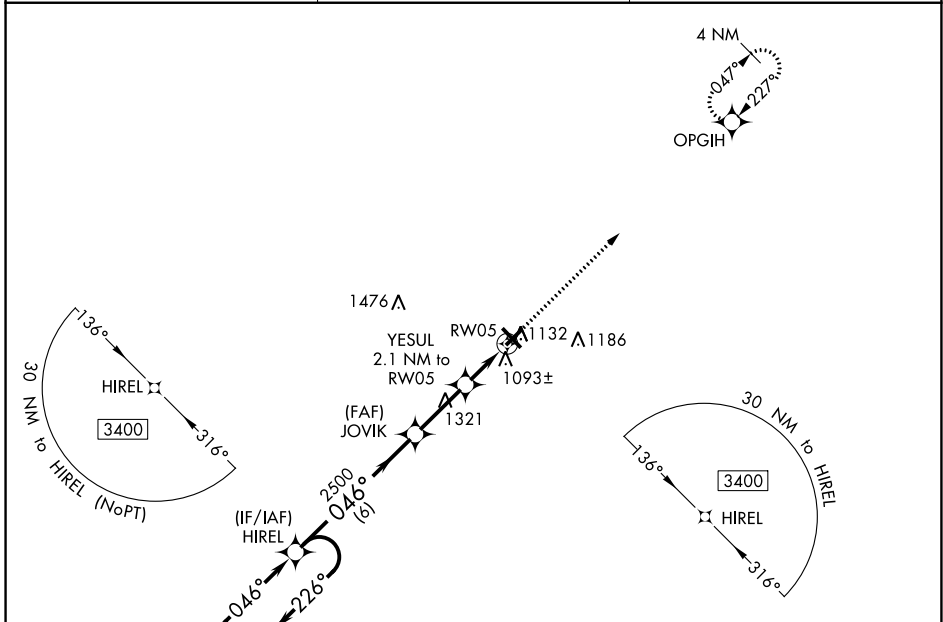 4 NM
047°
227°
OPGIH
1476
RW05
1132
1186
YESUL
2.1 NM to
RW05
1093±
136°
HIREL
3400
316°
30 NM to HIREL (NoPT)
(FAF)
JOVIK
1321
2500
046°
(6)
(IF/IAF)
HIREL
046°
226°
30 NM to HIREL
136°
3400
HIREL
316°